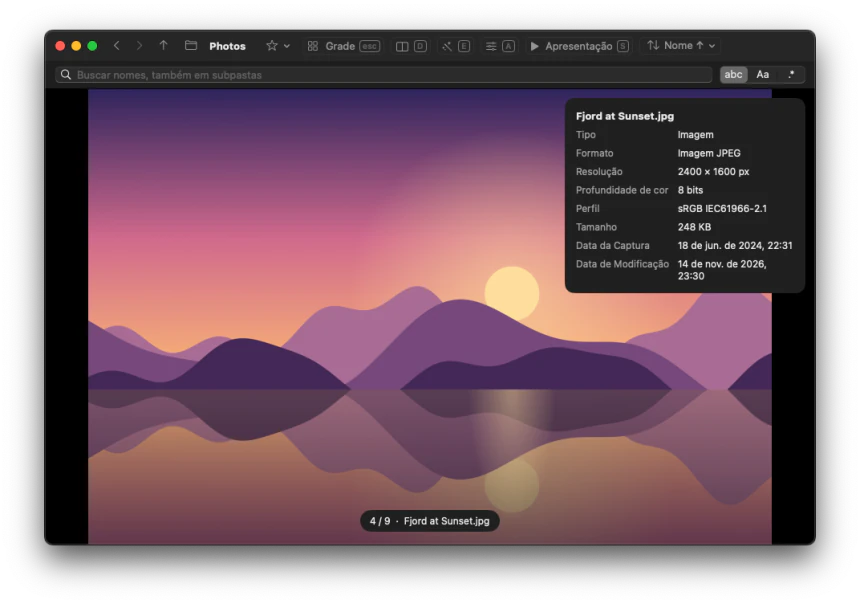 Photos
Grade esc
D
E
A
Apresentação S
Nome
Buscar nomes, também em subpastas
abc
Aa
.*
Fjord at Sunset.jpg
Tipo Imagem
Formato Imagem JPEG
Resolução 2400 × 1600 px
Profundidade de cor 8 bits
Perfil sRGB IEC61966-2.1
Tamanho 248 KB
Data da Captura 18 de jun. de 2024, 22:31
Data de Modificação 14 de nov. de 2026,
23:30
4 / 9 · Fjord at Sunset.jpg